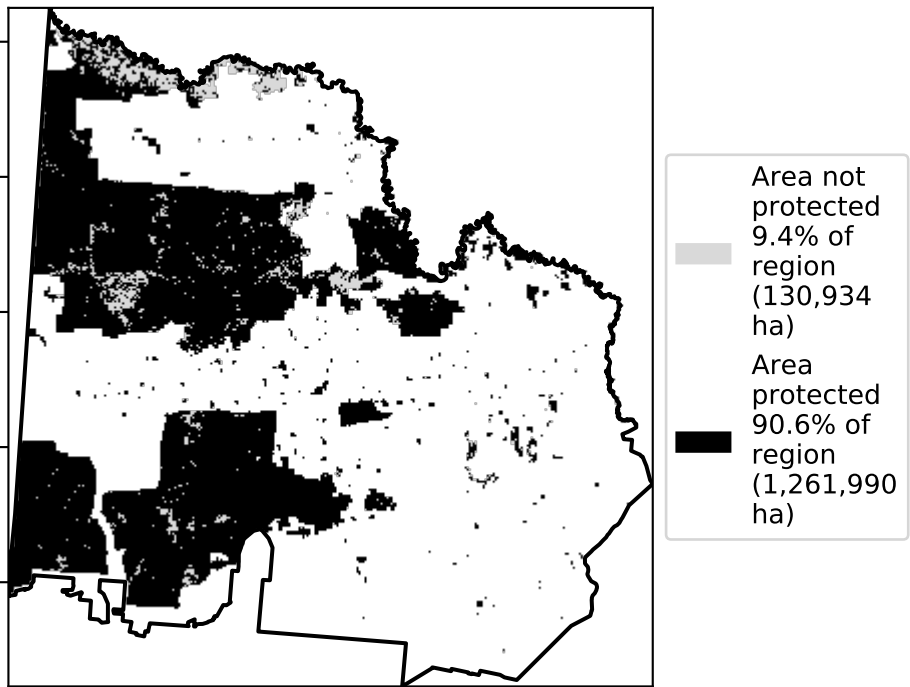 Area not
protected
9.4% of
region
(130,934
ha)
Area
protected
90.6% of
region
(1,261,990
ha)